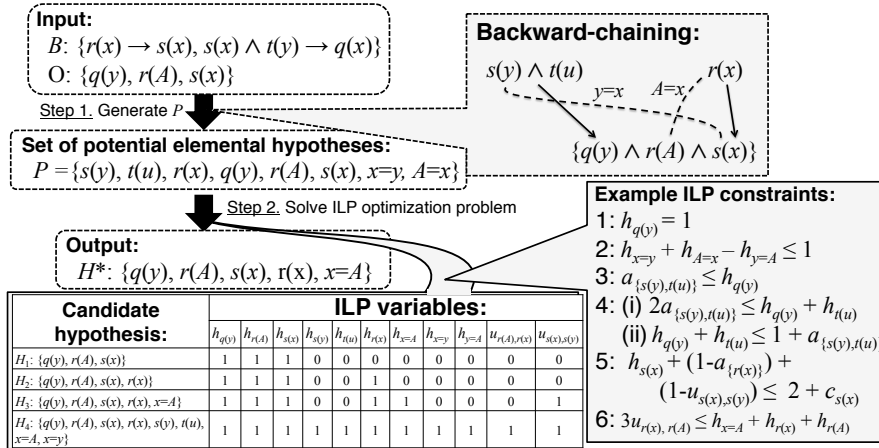 Input:
B: {r(x) → s(x), s(x) ∧ t(y) → q(x)}
O: {q(y), r(A), s(x)}
Step 1. Generate P
Set of potential elemental hypotheses:
P = {s(y), t(u), r(x), q(y), r(A), s(x), x=y, A=x}
Step 2. Solve ILP optimization problem
Output:
H*: {q(y), r(A), s(x), r(x), x=A}
Backward-chaining:
s(y) ∧ t(u) r(x)
y=x A=x
{q(y) ∧ r(A) ∧ s(x)}
Example ILP constraints:
1: h_{q(y)} = 1
2: h_{x=y} + h_{A=x} – h_{y=A} ≤ 1
3: a_{{s(y),t(u)}} ≤ h_{q(y)}
4: (i) 2a_{{s(y),t(u)}} ≤ h_{q(y)} + h_{t(u)}
(ii) h_{q(y)} + h_{t(u)} ≤ 1 + a_{{s(y),t(u)}}
5: h_{s(x)} + (1-a_{{r(x)}}) +
(1-u_{s(x),s(y)}) ≤ 2 + c_{s(x)}
6: 3u_{r(x), r(A)} ≤ h_{x=A} + h_{r(x)} + h_{r(A)}
Candidate hypothesis: ILP variables:
h_{q(y)} h_{r(A)} h_{s(x)} h_{s(y)} h_{t(u)} h_{r(x)} h_{x=A} h_{x=y} h_{y=A} u_{r(A),r(x)} u_{s(x),s(y)}
H₁: {q(y), r(A), s(x)} 1 1 1 0 0 0 0 0 0 0 0
H₂: {q(y), r(A), s(x), r(x)} 1 1 1 0 0 1 0 0 0 0 0
H₃: {q(y), r(A), s(x), r(x), x=A} 1 1 1 0 0 1 1 0 0 0 1
H₄: {q(y), r(A), s(x), r(x), s(y), t(u), x=A, x=y} 1 1 1 1 1 1 1 1 1 1 1